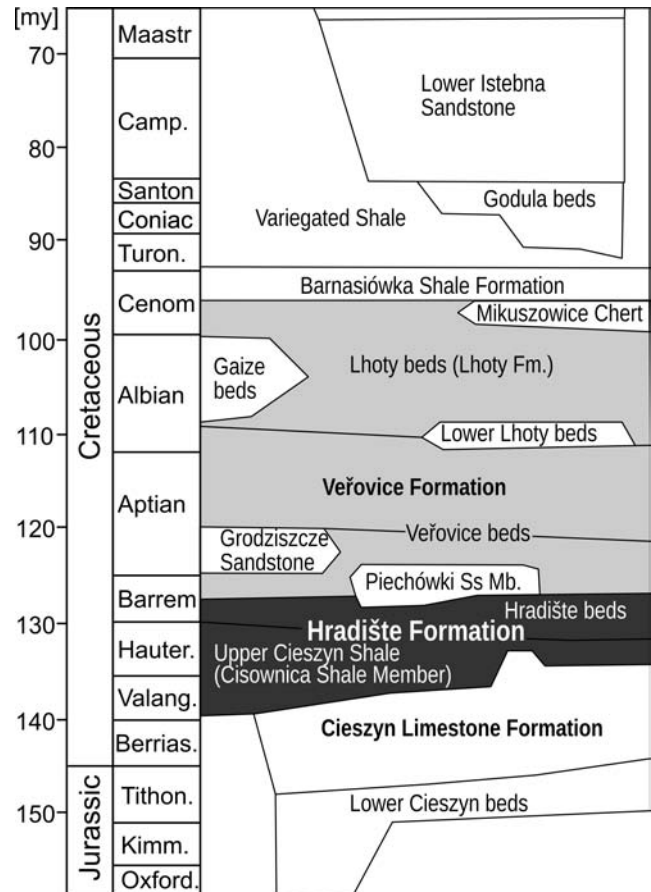 [my]
70
80
90
100
110
120
130
140
150
Cretaceous
Jurassic
Maastr
Camp.
Santon
Coniac
Turon.
Cenom
Albian
Aptian
Barrem
Hauter.
Valang.
Berrias.
Tithon.
Kimm.
Oxford.
Lower Istebna
Sandstone
Godula beds
Variegated Shale
Barnasiówka Shale Formation
Mikuszowice Chert
Gaize
beds
Lhoty beds (Lhoty Fm.)
Lower Lhoty beds
Veřovice Formation
Veřovice beds
Grodziszcze
Sandstone
Piechówki Ss Mb.
Hradište beds
Hradište Formation
Upper Cieszyn Shale
(Cisownica Shale Member)
Cieszyn Limestone Formation
Lower Cieszyn beds